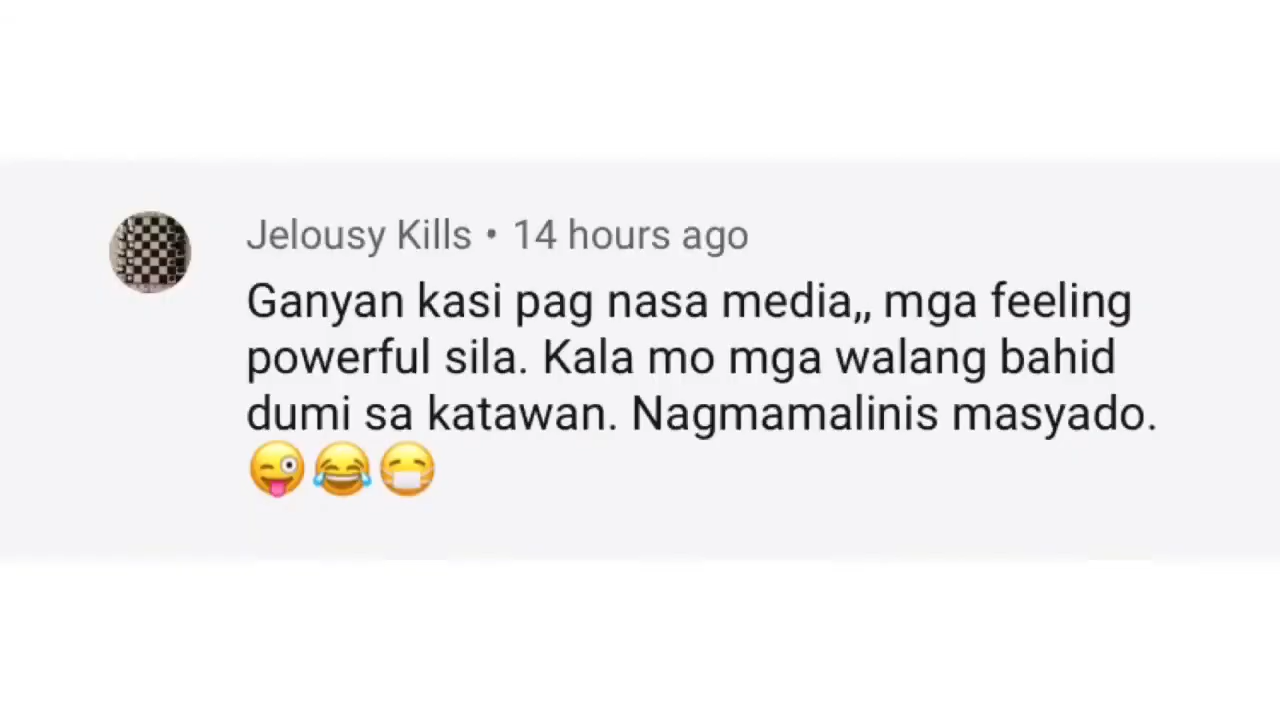 Jelousy Kills • 14 hours ago
Ganyan kasi pag nasa media,, mga feeling
powerful sila. Kala mo mga walang bahid
dumi sa katawan. Nagmamalinis masyado.
😜😂😷